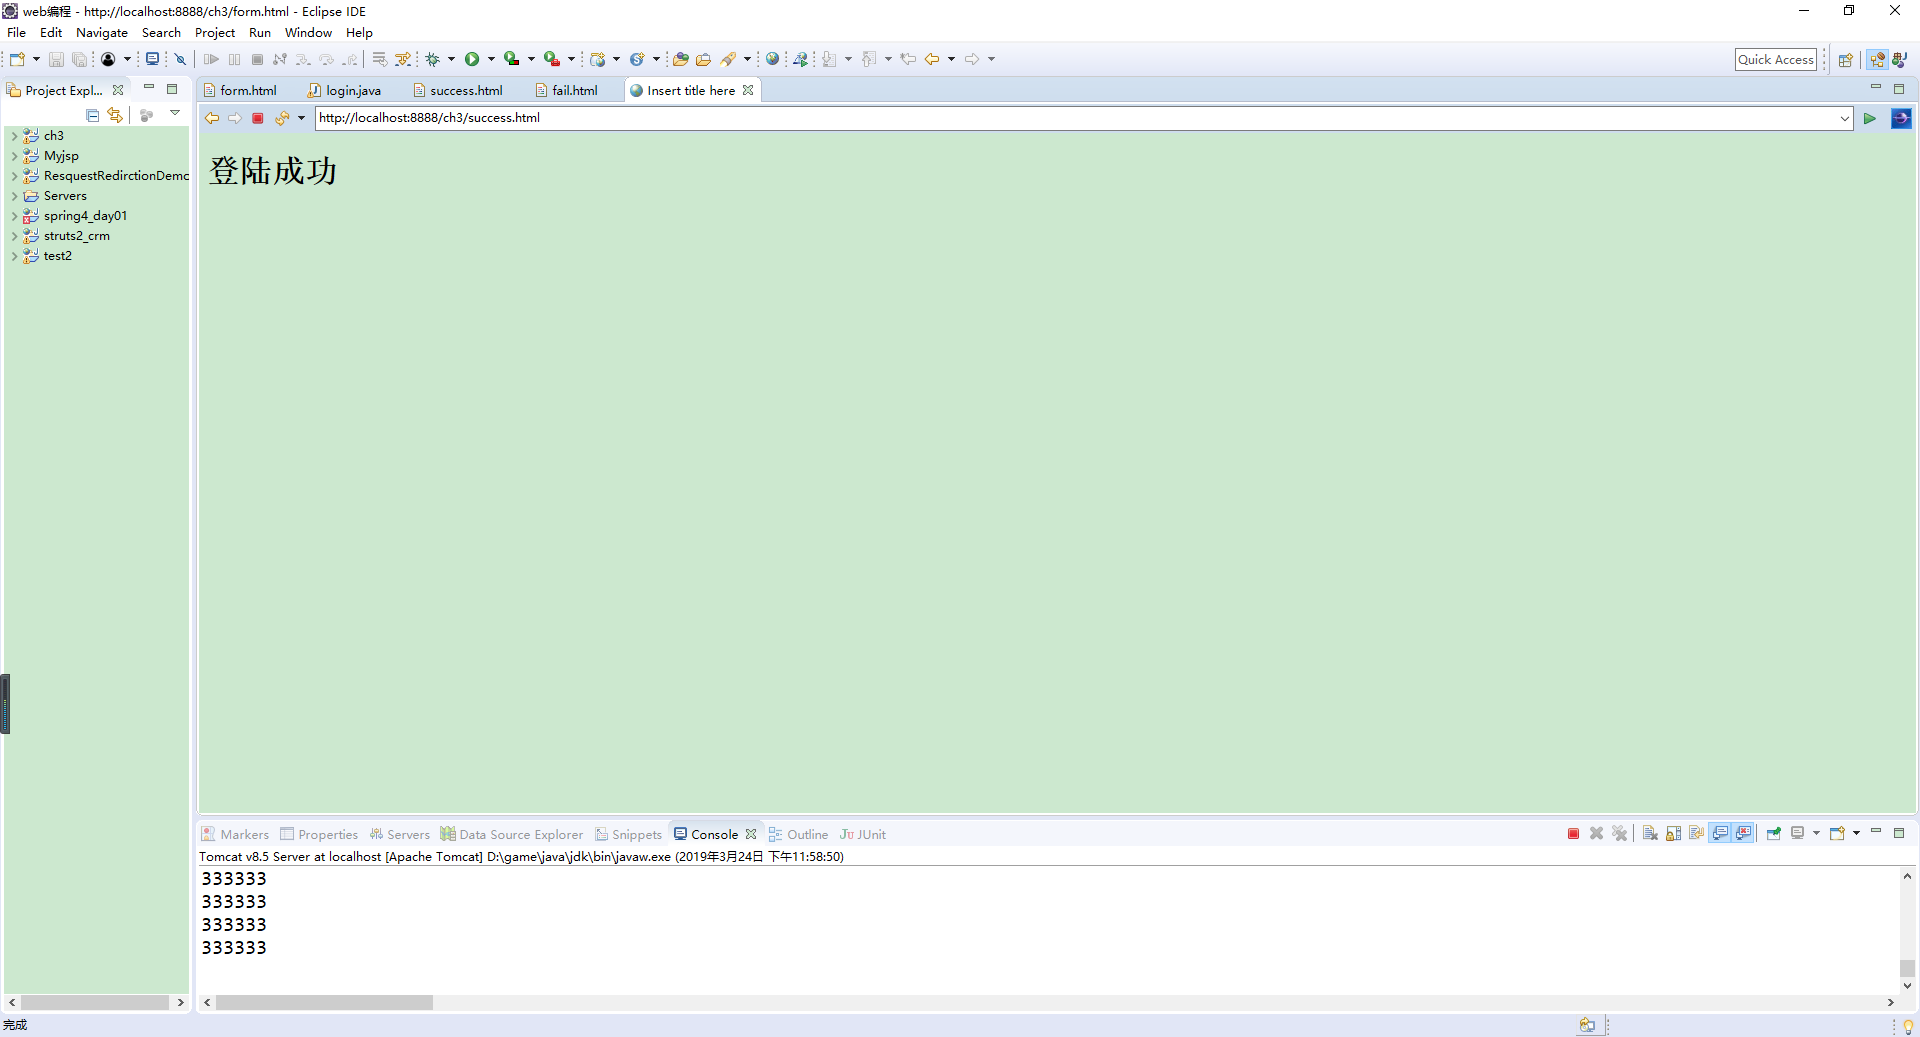 web编程 - http://localhost:8888/ch3/form.html - Eclipse IDE
File Edit Navigate Search Project Run Window Help
Quick Access
Project Expl...
form.html login.java success.html fail.html Insert title here
http://localhost:8888/ch3/success.html
ch3
Myjsp
ResquestRedirctionDemo
Servers
spring4_day01
struts2_crm
test2
登陆成功
Markers Properties Servers Data Source Explorer Snippets Console Outline JUnit
Tomcat v8.5 Server at localhost [Apache Tomcat] D:\game\java\jdk\bin\javaw.exe (2019年3月24日 下午11:58:50)
333333
333333
333333
333333
完成